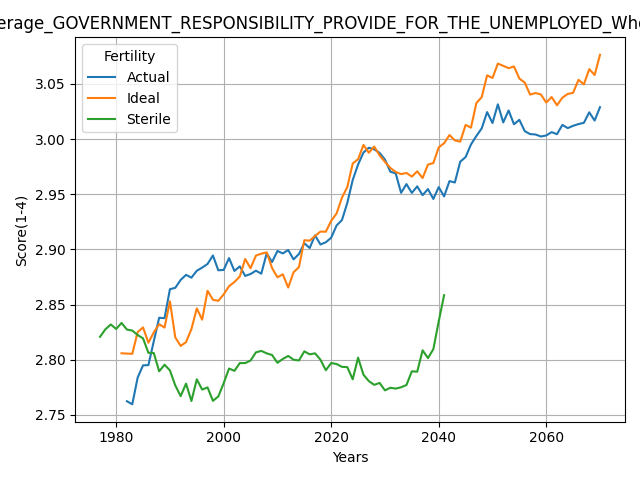 erage_GOVERNMENT_RESPONSIBILITY_PROVIDE_FOR_THE_UNEMPLOYED_Whe
Fertility
Actual
Ideal
Sterile
Score(1-4)
3.05
3.00
2.95
2.90
2.85
2.80
2.75
1980 2000 2020 2040 2060
Years